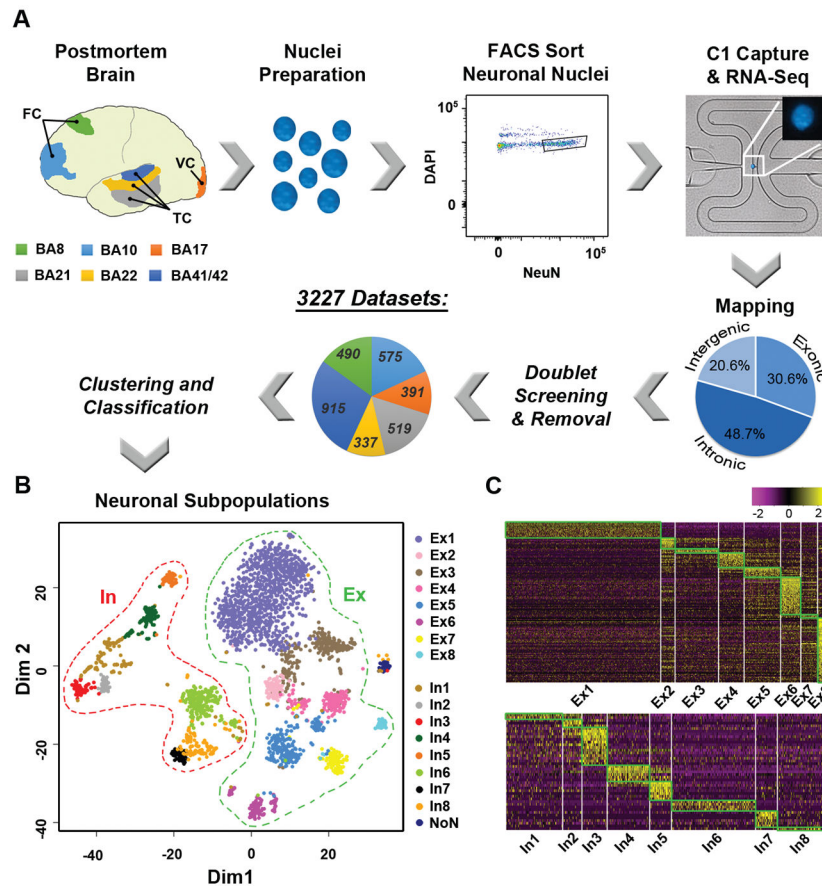 A
Postmortem
Brain
Nuclei
Preparation
FACS Sort
Neuronal Nuclei
C1 Capture
& RNA-Seq
FC
VC
TC
10⁵
DAPI
0
0
10⁵
NeuN
BA8
BA10
BA17
BA21
BA22
BA41/42
3227 Datasets:
Mapping
Clustering and
Classification
490
575
391
519
337
915
Doublet
Screening
& Removal
Intergenic
20.6%
Exonic
30.6%
48.7%
Intronic
B
Neuronal Subpopulations
In
Ex
Dim 2
20
0
-20
-40
-40
-20
0
20
Dim1
Ex1
Ex2
Ex3
Ex4
Ex5
Ex6
Ex7
Ex8
In1
In2
In3
In4
In5
In6
In7
In8
NoN
C
-2 0 2
Ex1
Ex2
Ex3
Ex4
Ex5
Ex6
Ex7
In1
In2
In3
In4
In5
In6
In7
In8